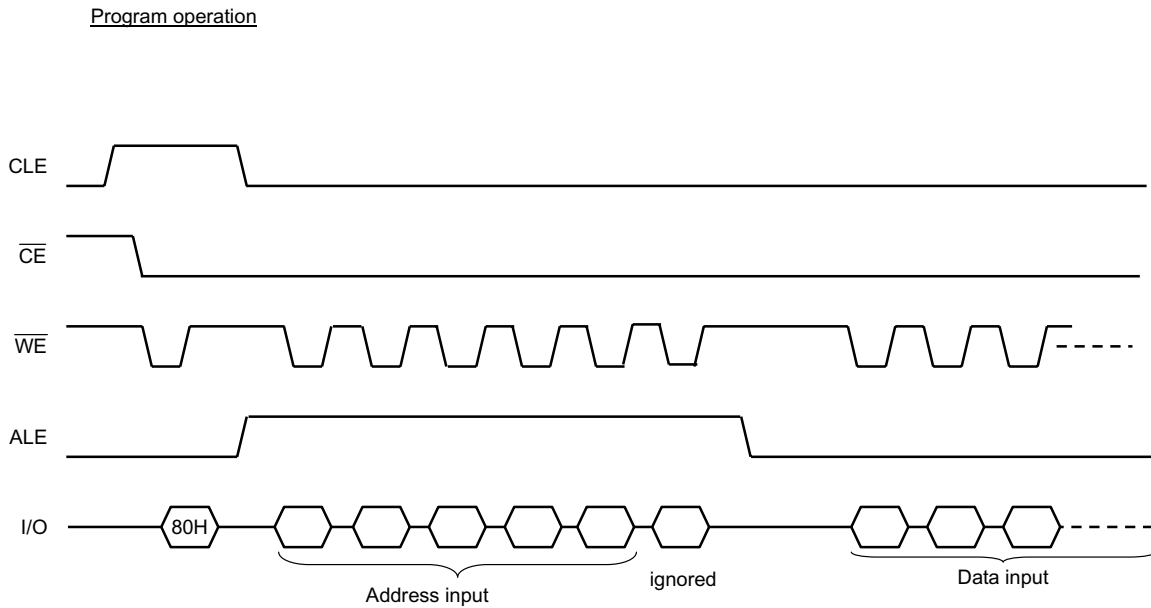 Program operation
CLE
CE
WE
ALE
I/O
80H
Address input
ignored
Data input